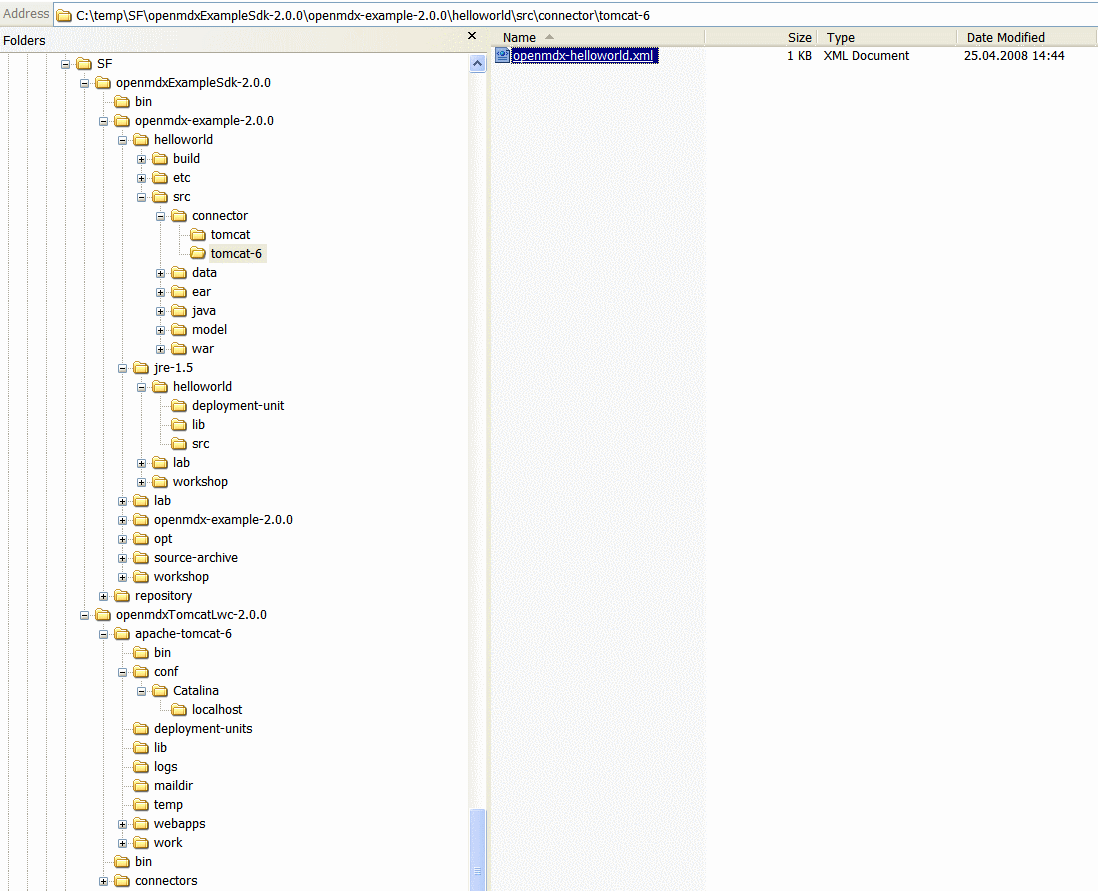 Address C:\temp\SF\openmdxExampleSdk-2.0.0\openmdx-example-2.0.0\helloworld\src\connector\tomcat-6
Folders
SF
openmdxExampleSdk-2.0.0
bin
openmdx-example-2.0.0
helloworld
build
etc
src
connector
tomcat
tomcat-6
data
ear
java
model
war
jre-1.5
helloworld
deployment-unit
lib
src
lab
workshop
lab
openmdx-example-2.0.0
opt
source-archive
workshop
repository
openmdxTomcatLwc-2.0.0
apache-tomcat-6
bin
conf
Catalina
localhost
deployment-units
lib
logs
maildir
temp
webapps
work
bin
connectors
Name Size Type Date Modified
openmdx-helloworld.xml 1 KB XML Document 25.04.2008 14:44